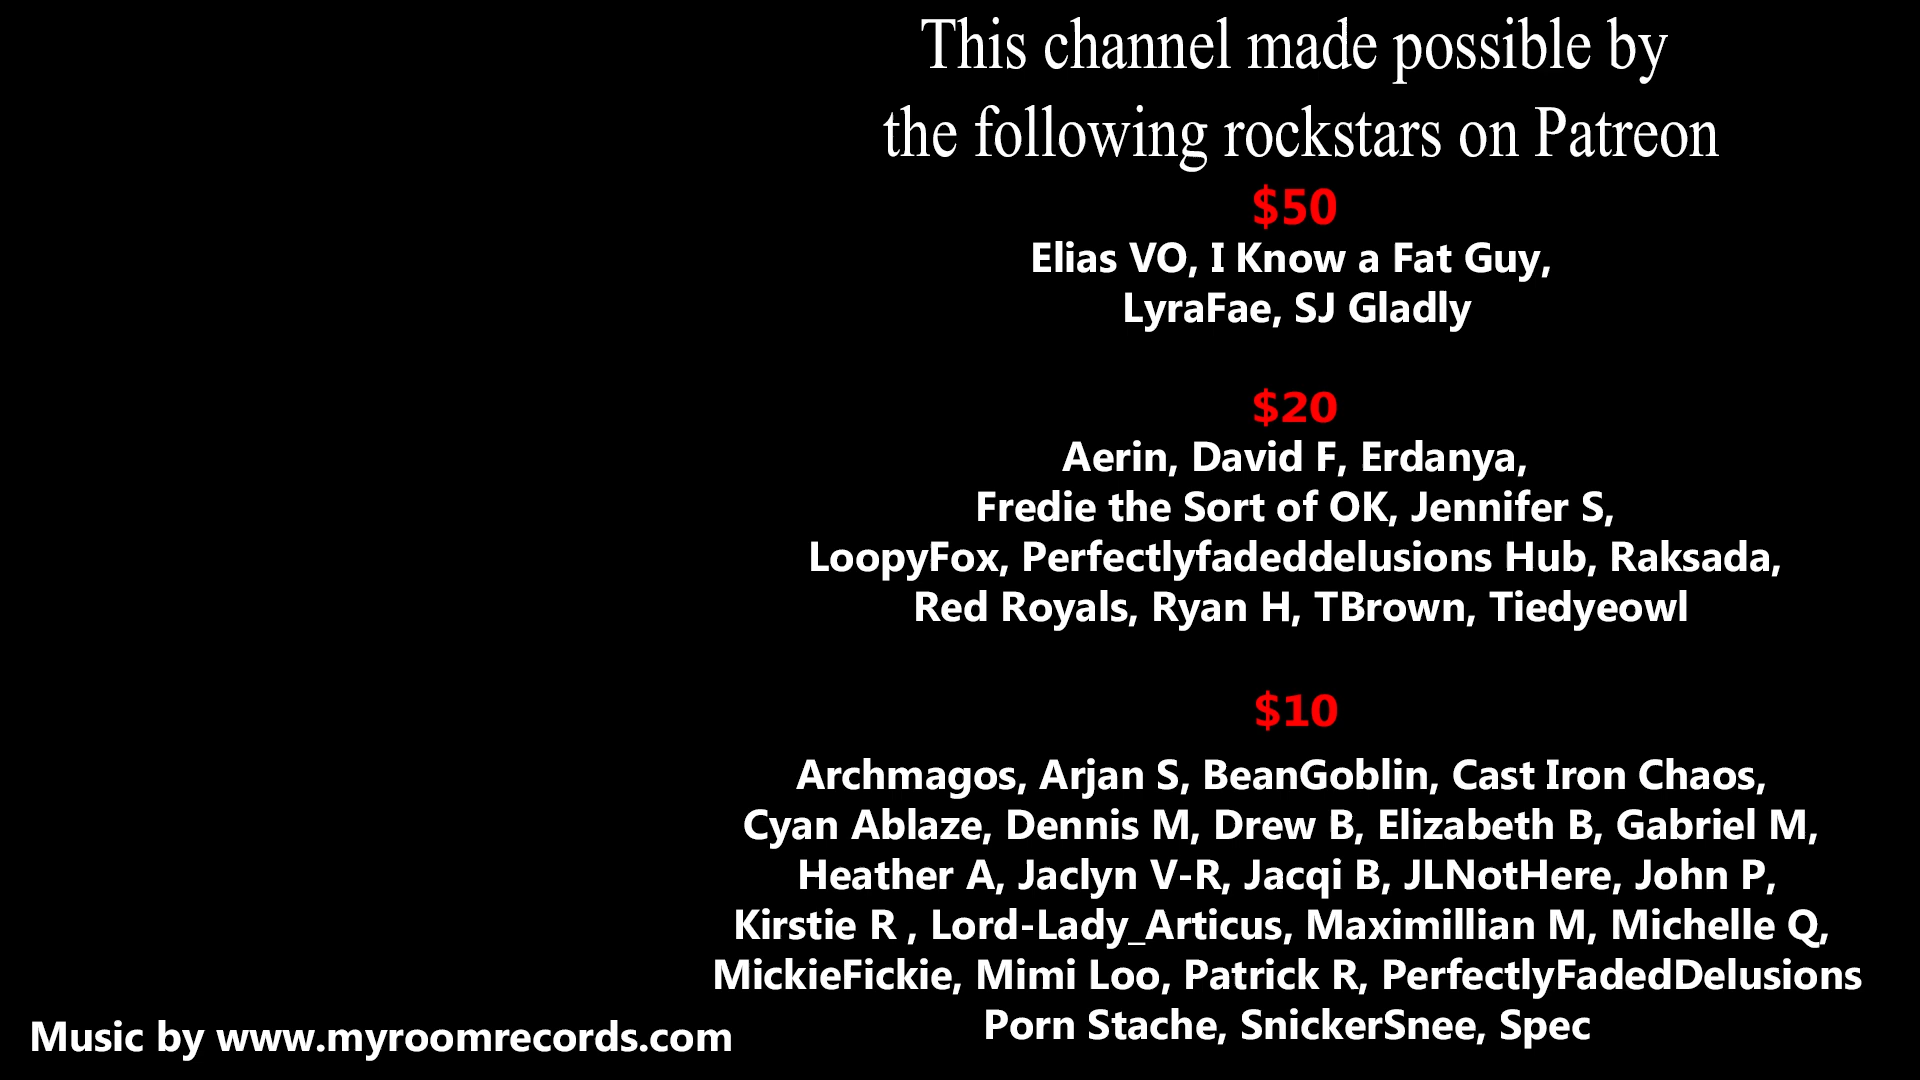 This channel made possible by
the following rockstars on Patreon
$50
Elias VO, I Know a Fat Guy,
LyraFae, SJ Gladly
$20
Aerin, David F, Erdanya,
Fredie the Sort of OK, Jennifer S,
LoopyFox, Perfectlyfadeddelusions Hub, Raksada,
Red Royals, Ryan H, TBrown, Tiedyeowl
$10
Archmagos, Arjan S, BeanGoblin, Cast Iron Chaos,
Cyan Ablaze, Dennis M, Drew B, Elizabeth B, Gabriel M,
Heather A, Jaclyn V-R, Jacqi B, JLNotHere, John P,
Kirstie R , Lord-Lady_Articus, Maximillian M, Michelle Q,
MickieFickie, Mimi Loo, Patrick R, PerfectlyFadedDelusions
Porn Stache, SnickerSnee, Spec
Music by www.myroomrecords.com